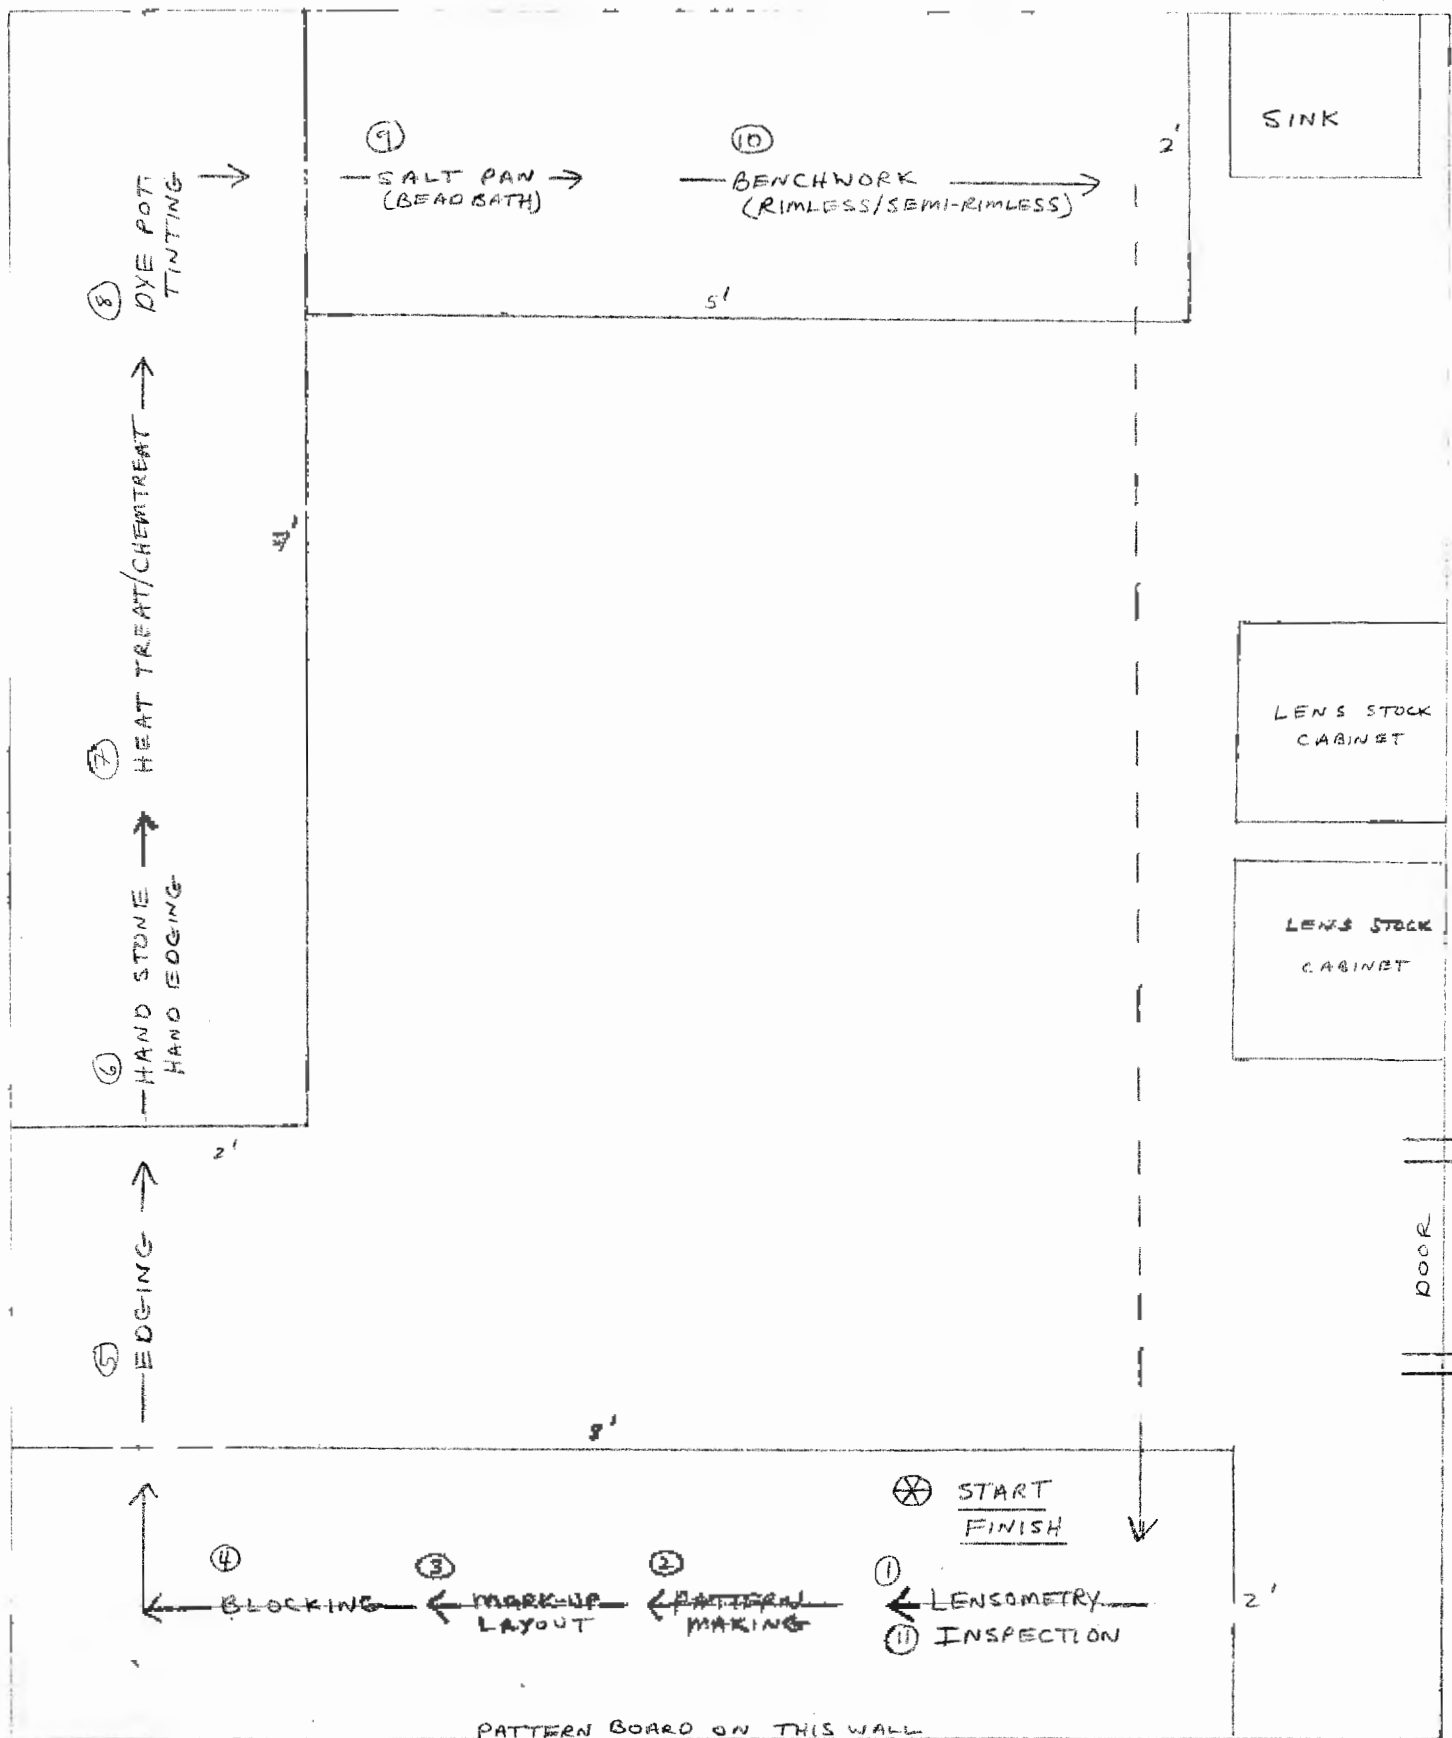 ⑨
SALT PAN
(BEAD BATH)
⑩
BENCHWORK
(RIMLESS/SEMI-RIMLESS)
2'
SINK
5'
⑧
DYE POT
TINTING
⑦
HEAT TREAT/CHEMTREAT
⑥
HAND STONE
HAND EDGING
2'
⑤
EDGING
LENS STOCK
CABINET
LENS STOCK
CABINET
DOOR
8'
START
FINISH
④
BLOCKING
③
MARK-UP
LAYOUT
②
PATTERN
MAKING
①
LENSOMETRY
⑪ INSPECTION
2'
PATTERN BOARD ON THIS WALL